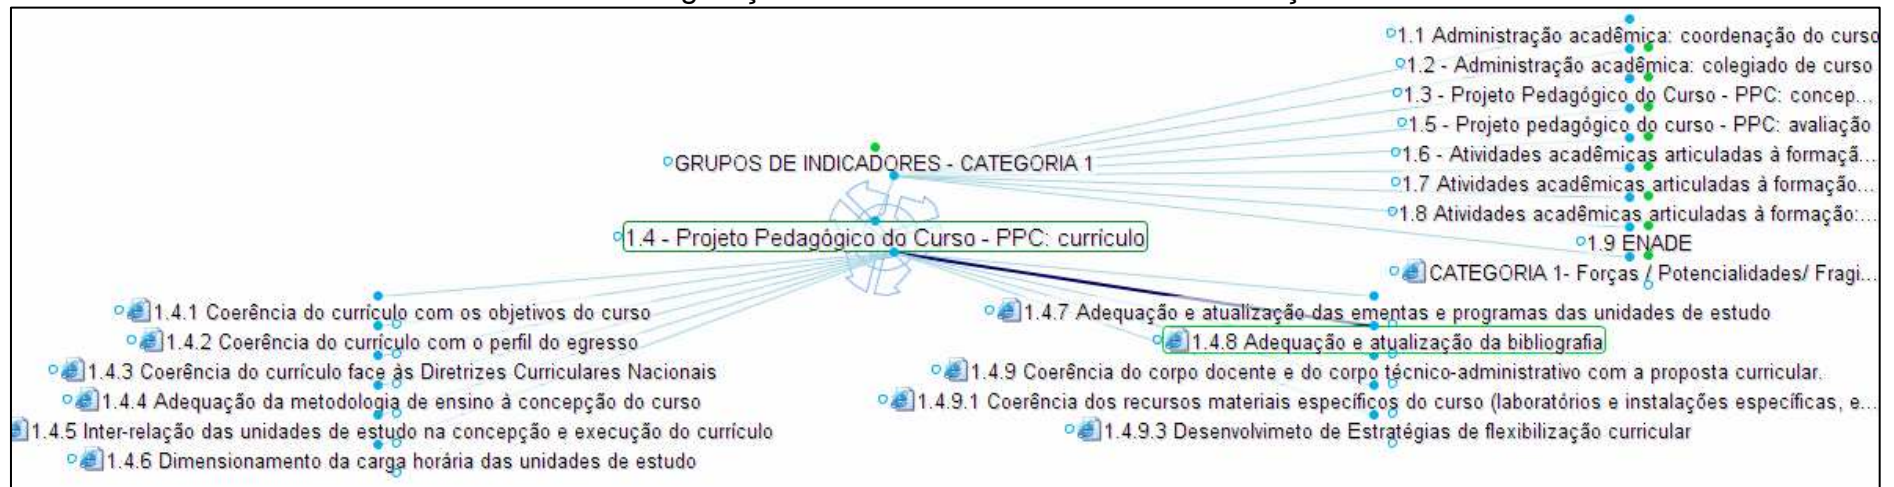 1.1 Administração acadêmica: coordenação do curso
1.2 - Administração acadêmica: colegiado de curso
1.3 - Projeto Pedagógico do Curso - PPC: concep...
1.5 - Projeto pedagógico do curso - PPC: avaliação
1.6 - Atividades acadêmicas articuladas à formaçã...
1.7 Atividades acadêmicas articuladas à formação...
1.8 Atividades acadêmicas articuladas à formação:...
1.9 ENADE
CATEGORIA 1- Forças / Potencialidades/ Fragi...
GRUPOS DE INDICADORES - CATEGORIA 1
1.4 - Projeto Pedagógico do Curso - PPC: currículo
1.4.1 Coerência do currículo com os objetivos do curso
1.4.2 Coerência do currículo com o perfil do egresso
1.4.3 Coerência do currículo face às Diretrizes Curriculares Nacionais
1.4.4 Adequação da metodologia de ensino à concepção do curso
1.4.5 Inter-relação das unidades de estudo na concepção e execução do currículo
1.4.6 Dimensionamento da carga horária das unidades de estudo
1.4.7 Adequação e atualização das ementas e programas das unidades de estudo
1.4.8 Adequação e atualização da bibliografia
1.4.9 Coerência do corpo docente e do corpo técnico-administrativo com a proposta curricular.
1.4.9.1 Coerência dos recursos materiais específicos do curso (laboratórios e instalações específicas, e...
1.4.9.3 Desenvolvimeto de Estratégias de flexibilização curricular